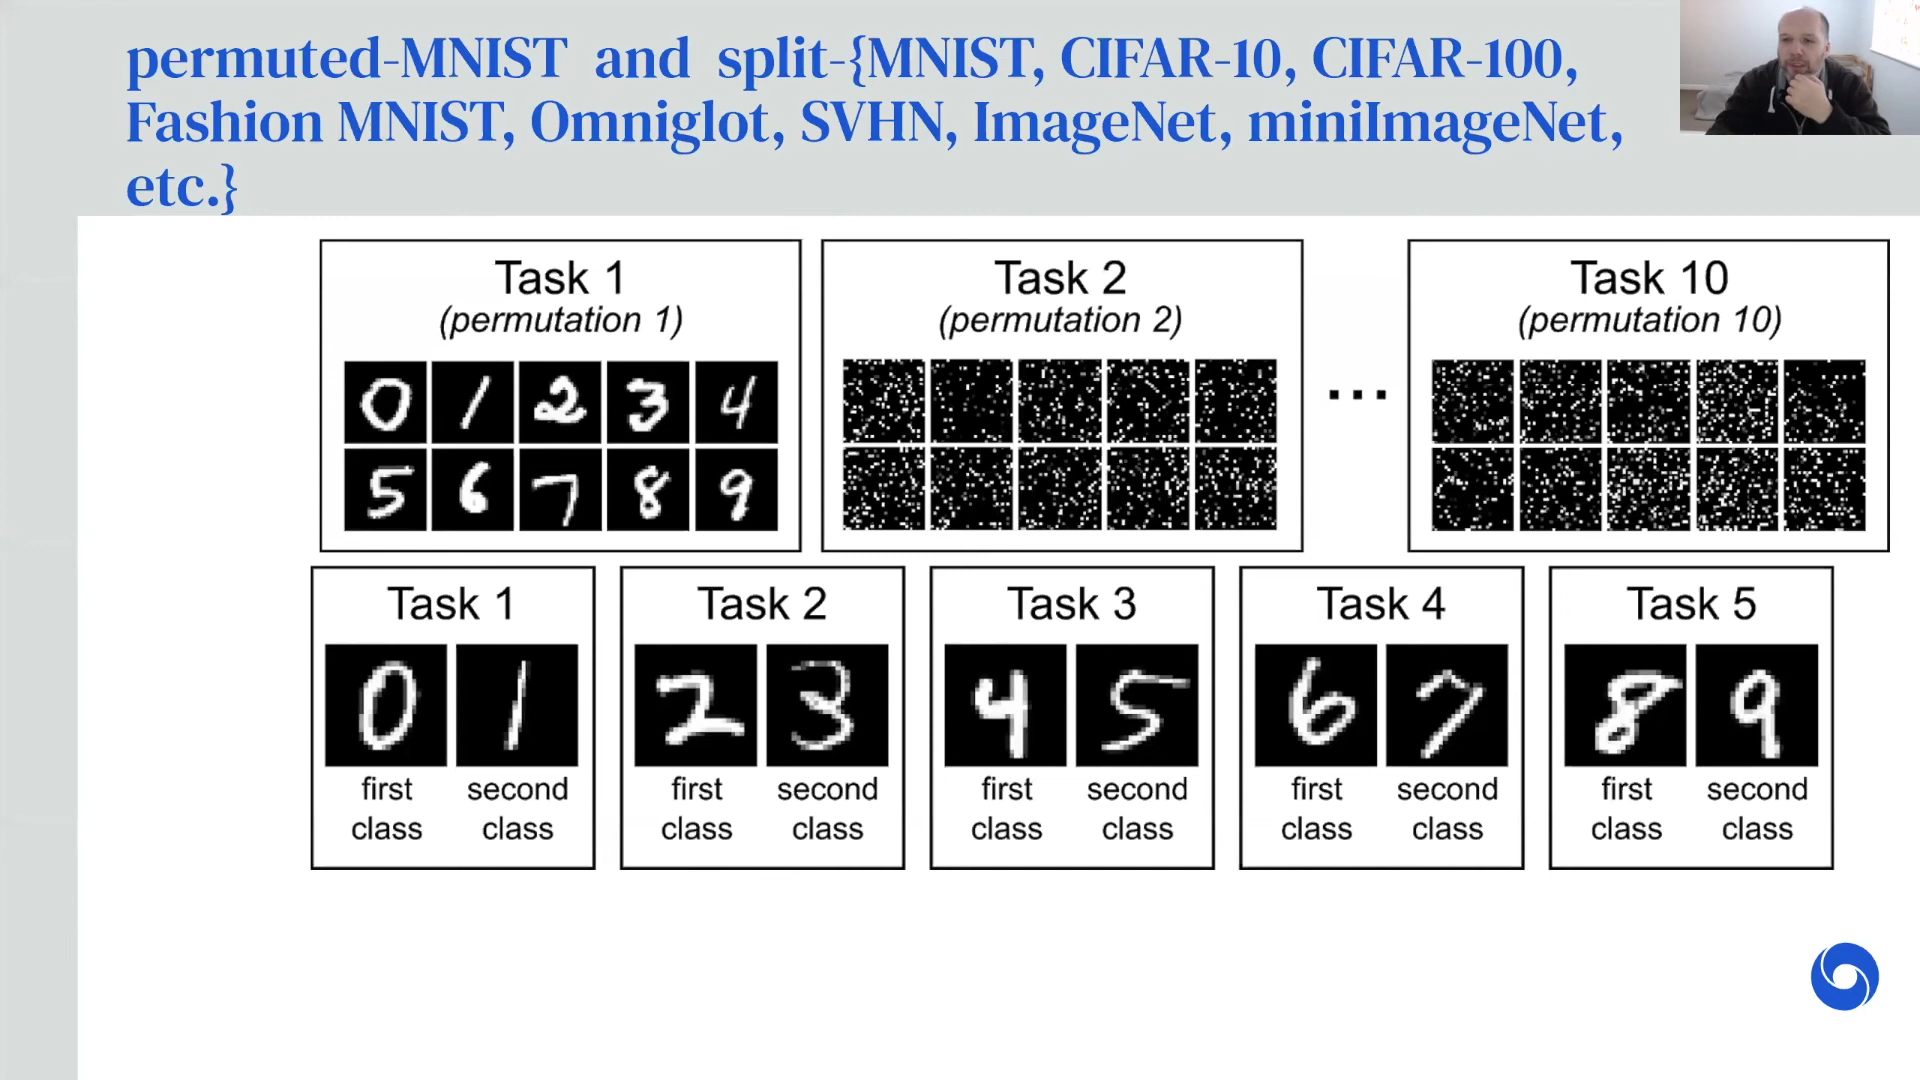 permuted-MNIST and split-{MNIST, CIFAR-10, CIFAR-100,
Fashion MNIST, Omniglot, SVHN, ImageNet, miniImageNet,
etc.}
Task 1
(permutation 1)
0 1 2 3 4
5 6 7 8 9
Task 2
(permutation 2)
...
Task 10
(permutation 10)
Task 1
0 1
first second
class class
Task 2
2 3
first second
class class
Task 3
4 5
first second
class class
Task 4
6 7
first second
class class
Task 5
8 9
first second
class class